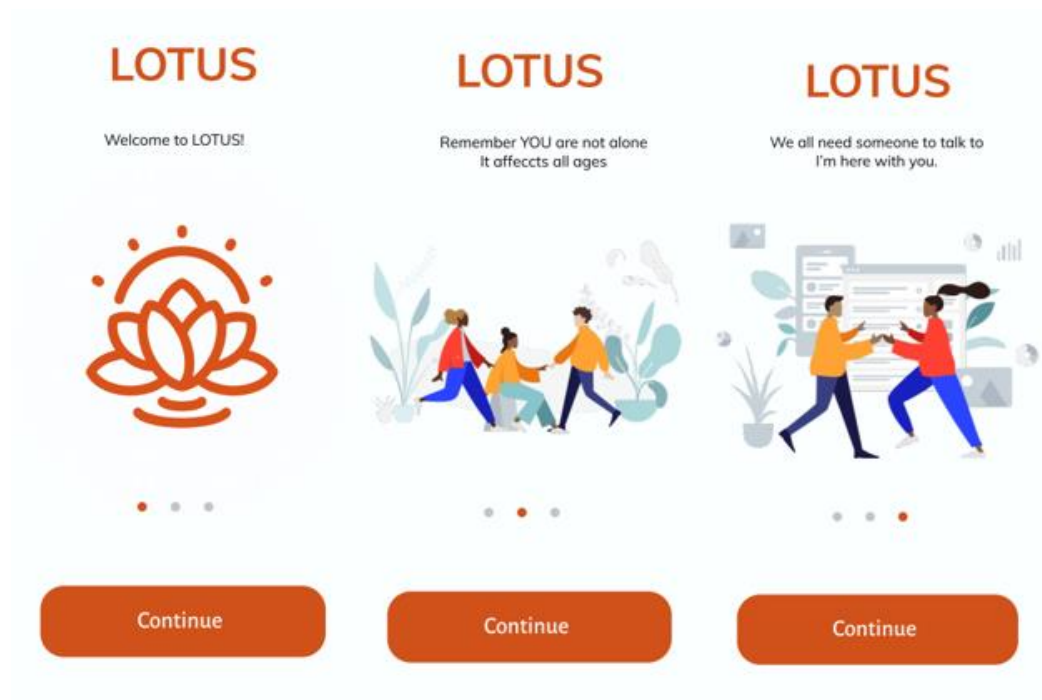 LOTUS
Welcome to LOTUS!
Continue
LOTUS
Remember YOU are not alone
It affeccts all ages
Continue
LOTUS
We all need someone to talk to
I'm here with you.
Continue